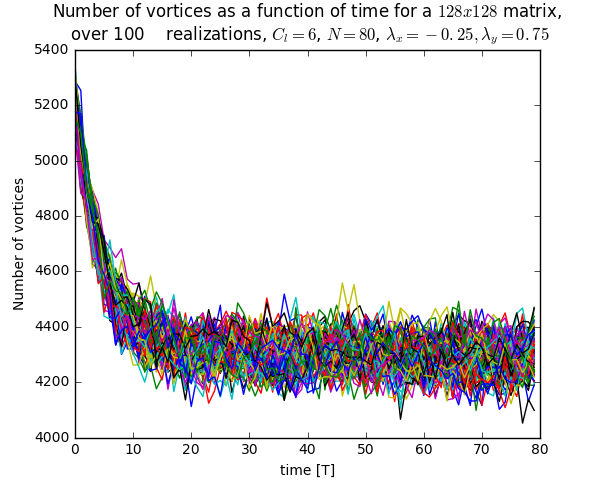 Number of vortices as a function of time for a 128x128 matrix,
over 100    realizations, C_l = 6, N = 80, λ_x = −0.25, λ_y = 0.75
5400
5200
5000
4800
4600
4400
4200
4000
Number of vortices
0 10 20 30 40 50 60 70 80
time [T]